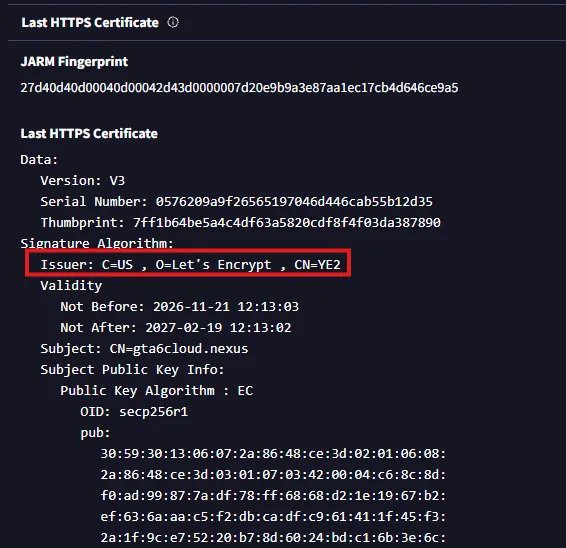 Last HTTPS Certificate
JARM Fingerprint
27d40d40d00040d00042d43d0000007d20e9b9a3e87aa1ec17cb4d646ce9a5
Last HTTPS Certificate
Data:
Version: V3
Serial Number: 0576209a9f26565197046d446cab55b12d35
Thumbprint: 7ff1b64be5a4c4df63a5820cdf8f4f03da387890
Signature Algorithm:
Issuer: C=US , O=Let's Encrypt , CN=YE2
Validity
Not Before: 2026-11-21 12:13:03
Not After: 2027-02-19 12:13:02
Subject: CN=gta6cloud.nexus
Subject Public Key Info:
Public Key Algorithm : EC
OID: secp256r1
pub:
30:59:30:13:06:07:2a:86:48:ce:3d:02:01:06:08:
2a:86:48:ce:3d:03:01:07:03:42:00:04:c6:8c:8d:
f0:ad:99:87:7a:df:78:ff:68:68:d2:1e:19:67:b2:
ef:63:6a:aa:c5:f2:db:ca:df:c9:61:41:1f:45:f3:
2a:1f:9c:e7:52:20:b7:8d:60:24:bd:c1:6b:3e:6c: